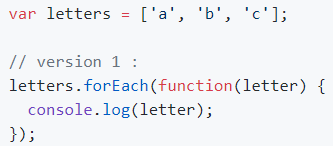 var letters = ['a', 'b', 'c'];
// version 1 :
letters.forEach(function(letter) {
  console.log(letter);
});